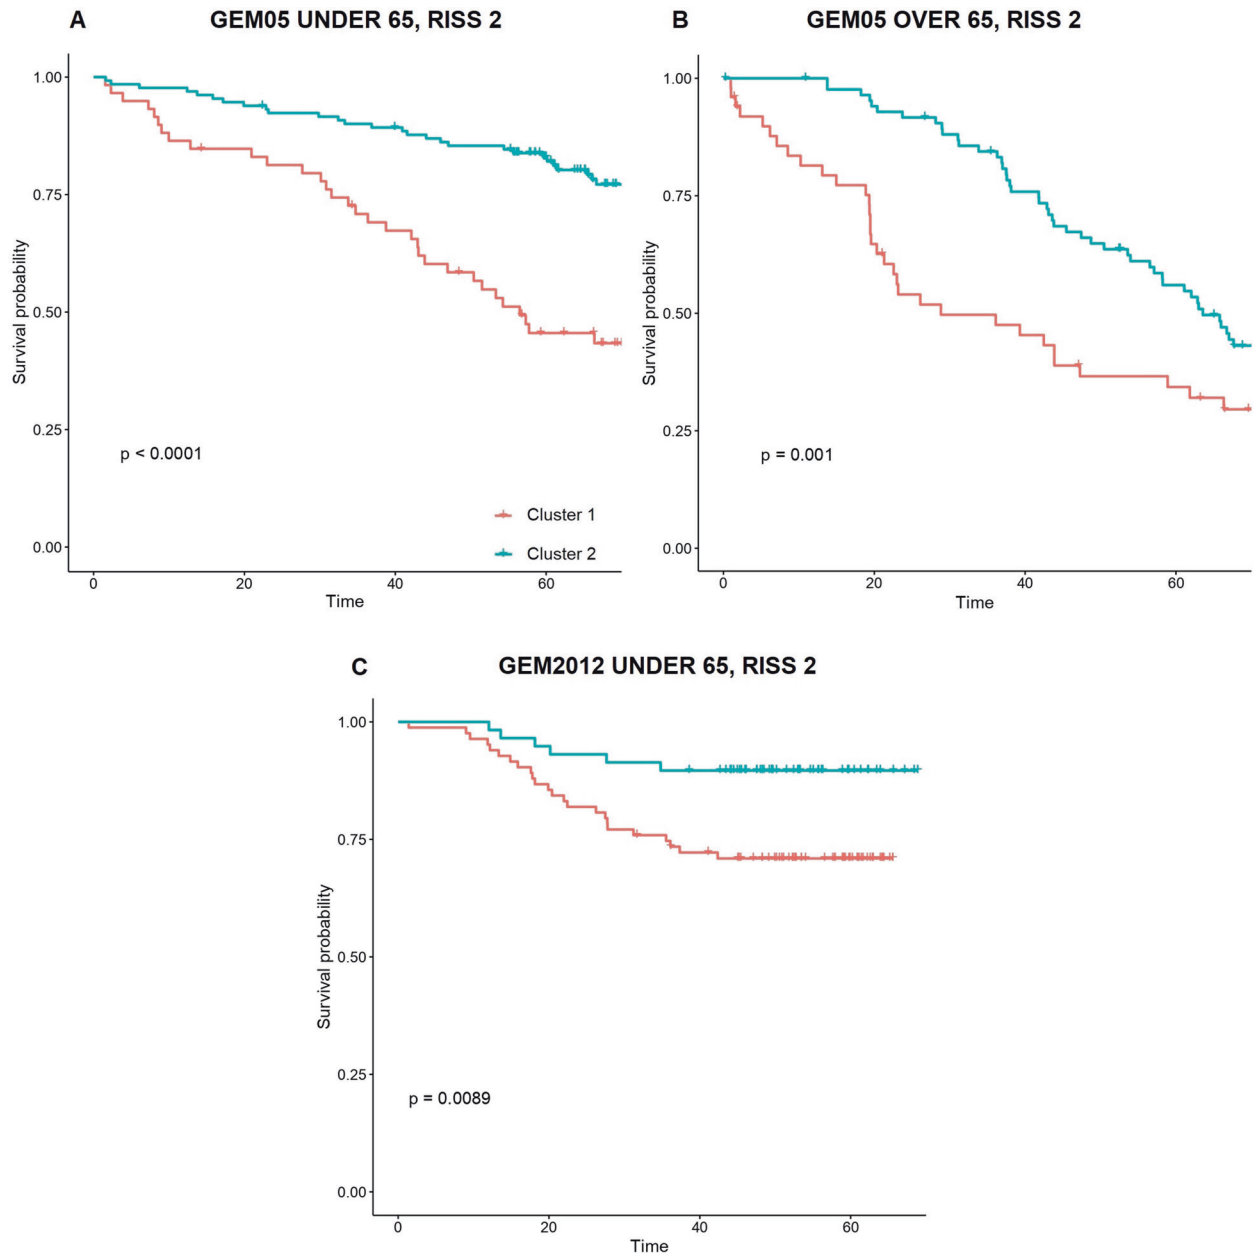 A
GEM05 UNDER 65, RISS 2
1.00
0.75
0.50
0.25
0.00
Survival probability
p < 0.0001
Cluster 1
Cluster 2
0
20
40
60
Time
B
GEM05 OVER 65, RISS 2
1.00
0.75
0.50
0.25
0.00
Survival probability
p = 0.001
0
20
40
60
Time
C
GEM2012 UNDER 65, RISS 2
1.00
0.75
0.50
0.25
0.00
Survival probability
p = 0.0089
0
20
40
60
Time